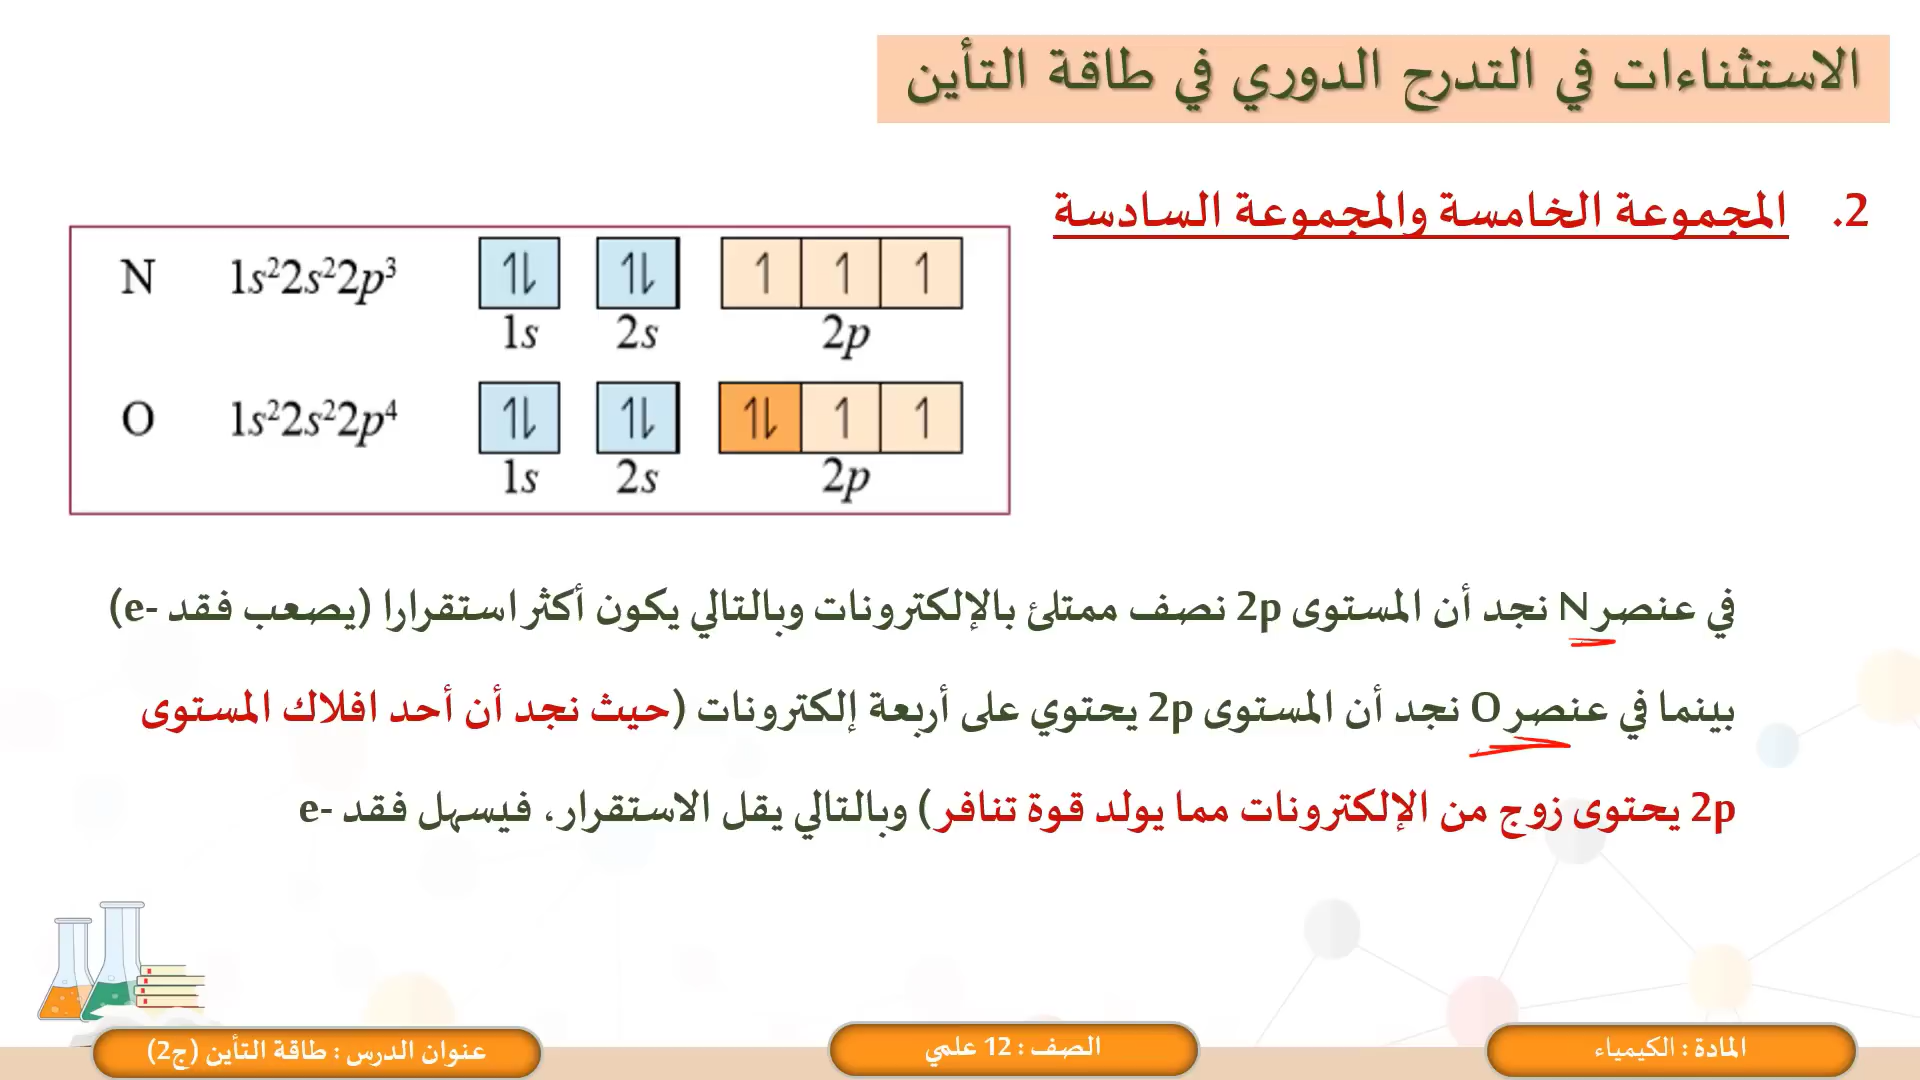 الاستثناءات في التدرج الدوري في طاقة التأين
2. المجموعة الخامسة والمجموعة السادسة
N 1s²2s²2p³ ⥮ ⥮ ↿ ↿ ↿
1s 2s 2p
O 1s²2s²2p⁴ ⥮ ⥮ ⥮ ↿ ↿
1s 2s 2p
في عنصر N نجد أن المستوى 2p نصف ممتلئ بالإلكترونات وبالتالي يكون أكثر استقرارا (يصعب فقد e-)
بينما في عنصر O نجد أن المستوى 2p يحتوي على أربعة إلكترونات (حيث نجد أن أحد افلاك المستوى
2p يحتوى زوج من الإلكترونات مما يولد قوة تنافر) وبالتالي يقل الاستقرار، فيسهل فقد e-
المادة : الكيمياء
الصف : 12 علمي
عنوان الدرس : طاقة التأين (ج2)